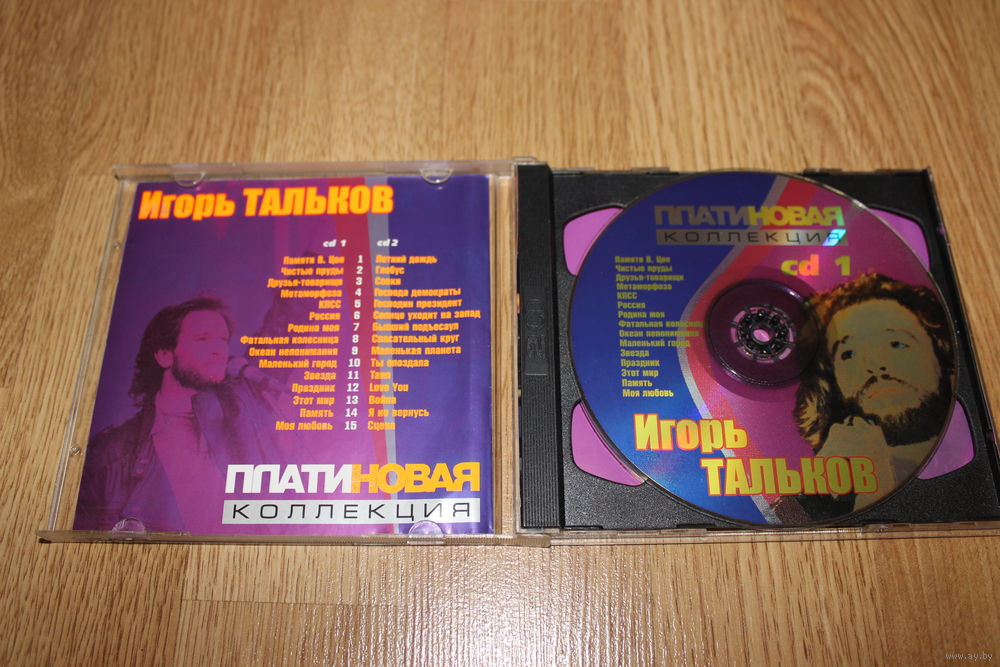 Игорь ТАЛЬКОВ
cd 1 cd 2
Памяти В. Цоя 1 Летний дождь
Чистые пруды 2 Глобус
Друзья-товарищи 3 Совки
Метаморфоза 4 Господа демократы
КПСС 5 Господин президент
Россия 6 Солнце уходит на запад
Родина моя 7 Бывший подъесаул
Фатальная колесница 8 Спасательный круг
Океан непонимания 9 Маленькая планета
Маленький город 10 Ты опоздала
Звезда 11 Таня
Праздник 12 Love You
Этот мир 13 Война
Память 14 Я не вернусь
Моя любовь 15 Сцена
ПЛАТИНОВАЯ
КОЛЛЕКЦИЯ
ПЛАТИНОВАЯ
КОЛЛЕКЦИЯ
cd 1
Памяти В. Цоя
Чистые пруды
Друзья-товарищи
Метаморфоза
КПСС
Россия
Родина моя
Фатальная колесница
Океан непонимания
Маленький город
Звезда
Праздник
Этот мир
Память
Моя любовь
Игорь
ТАЛЬКОВ
www.ay.by